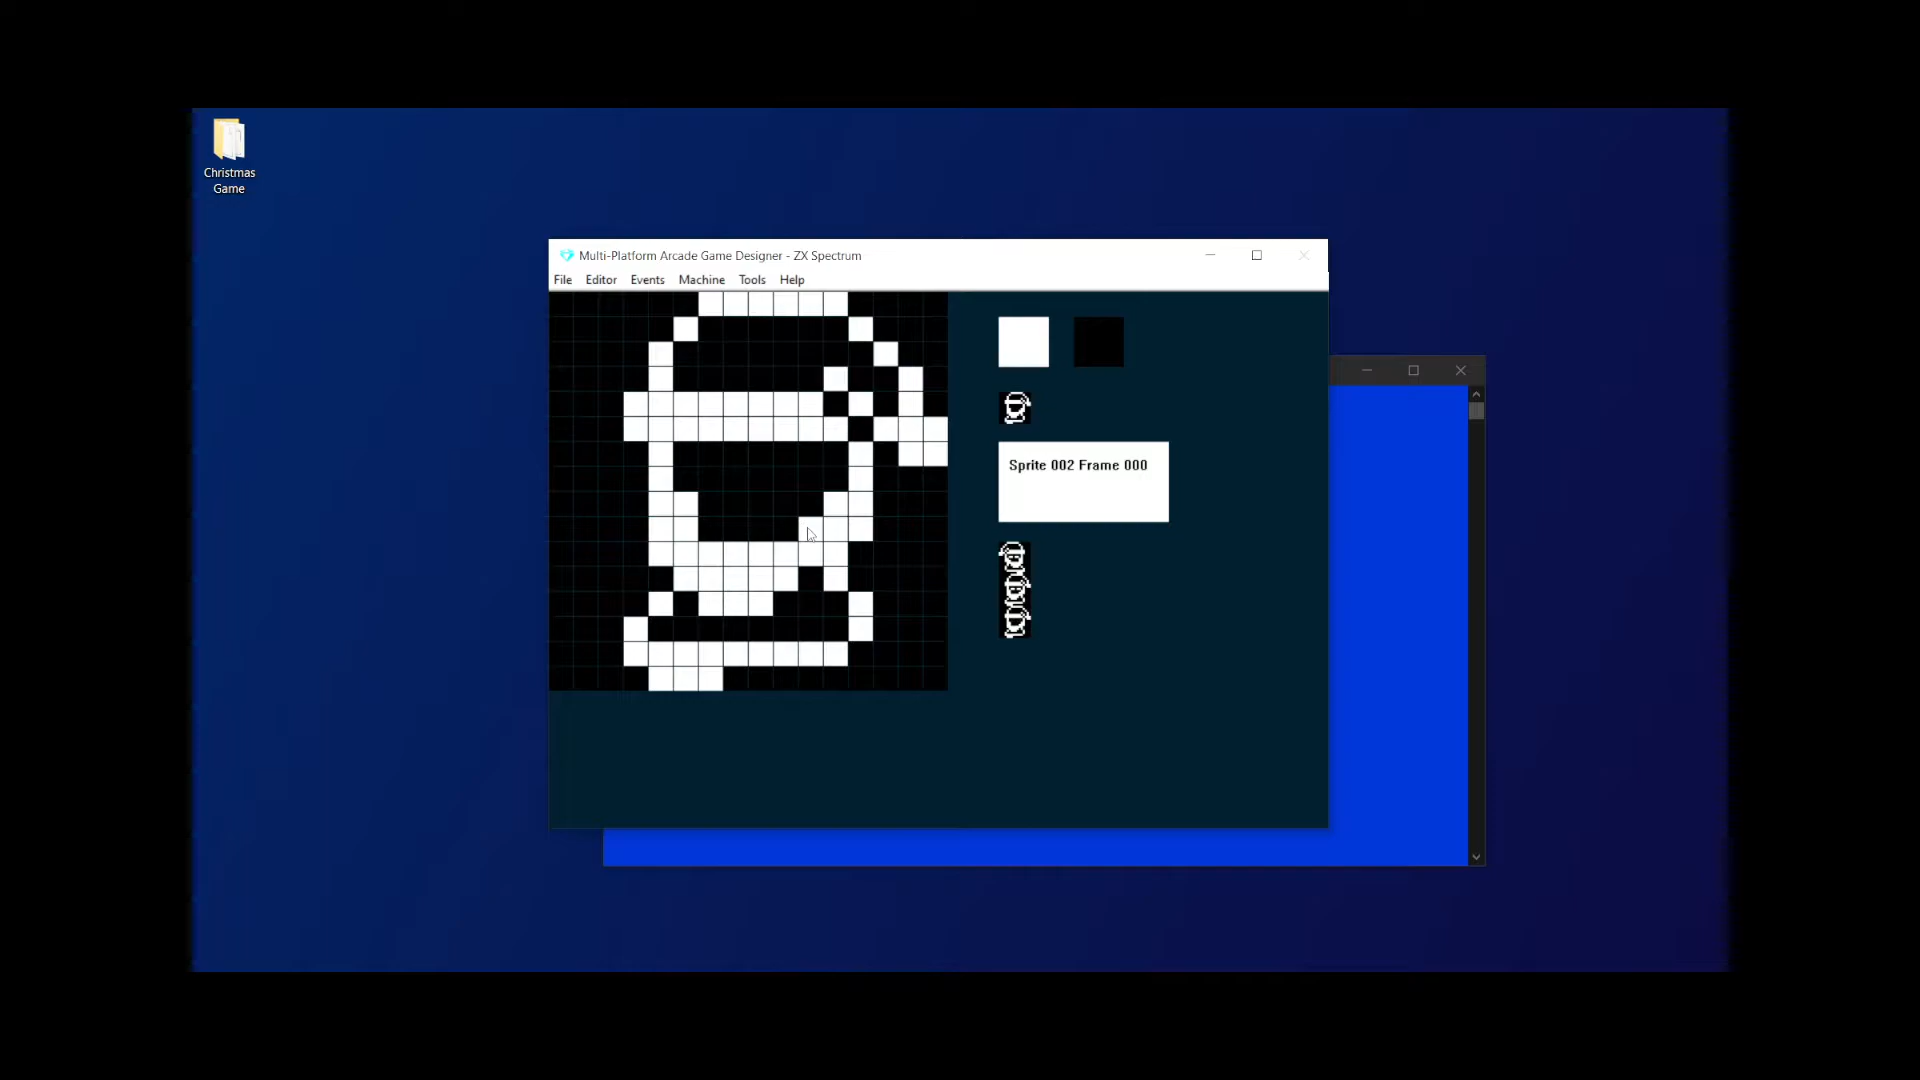 Christmas
Game
Multi-Platform Arcade Game Designer - ZX Spectrum
File Editor Events Machine Tools Help
Sprite 002 Frame 000